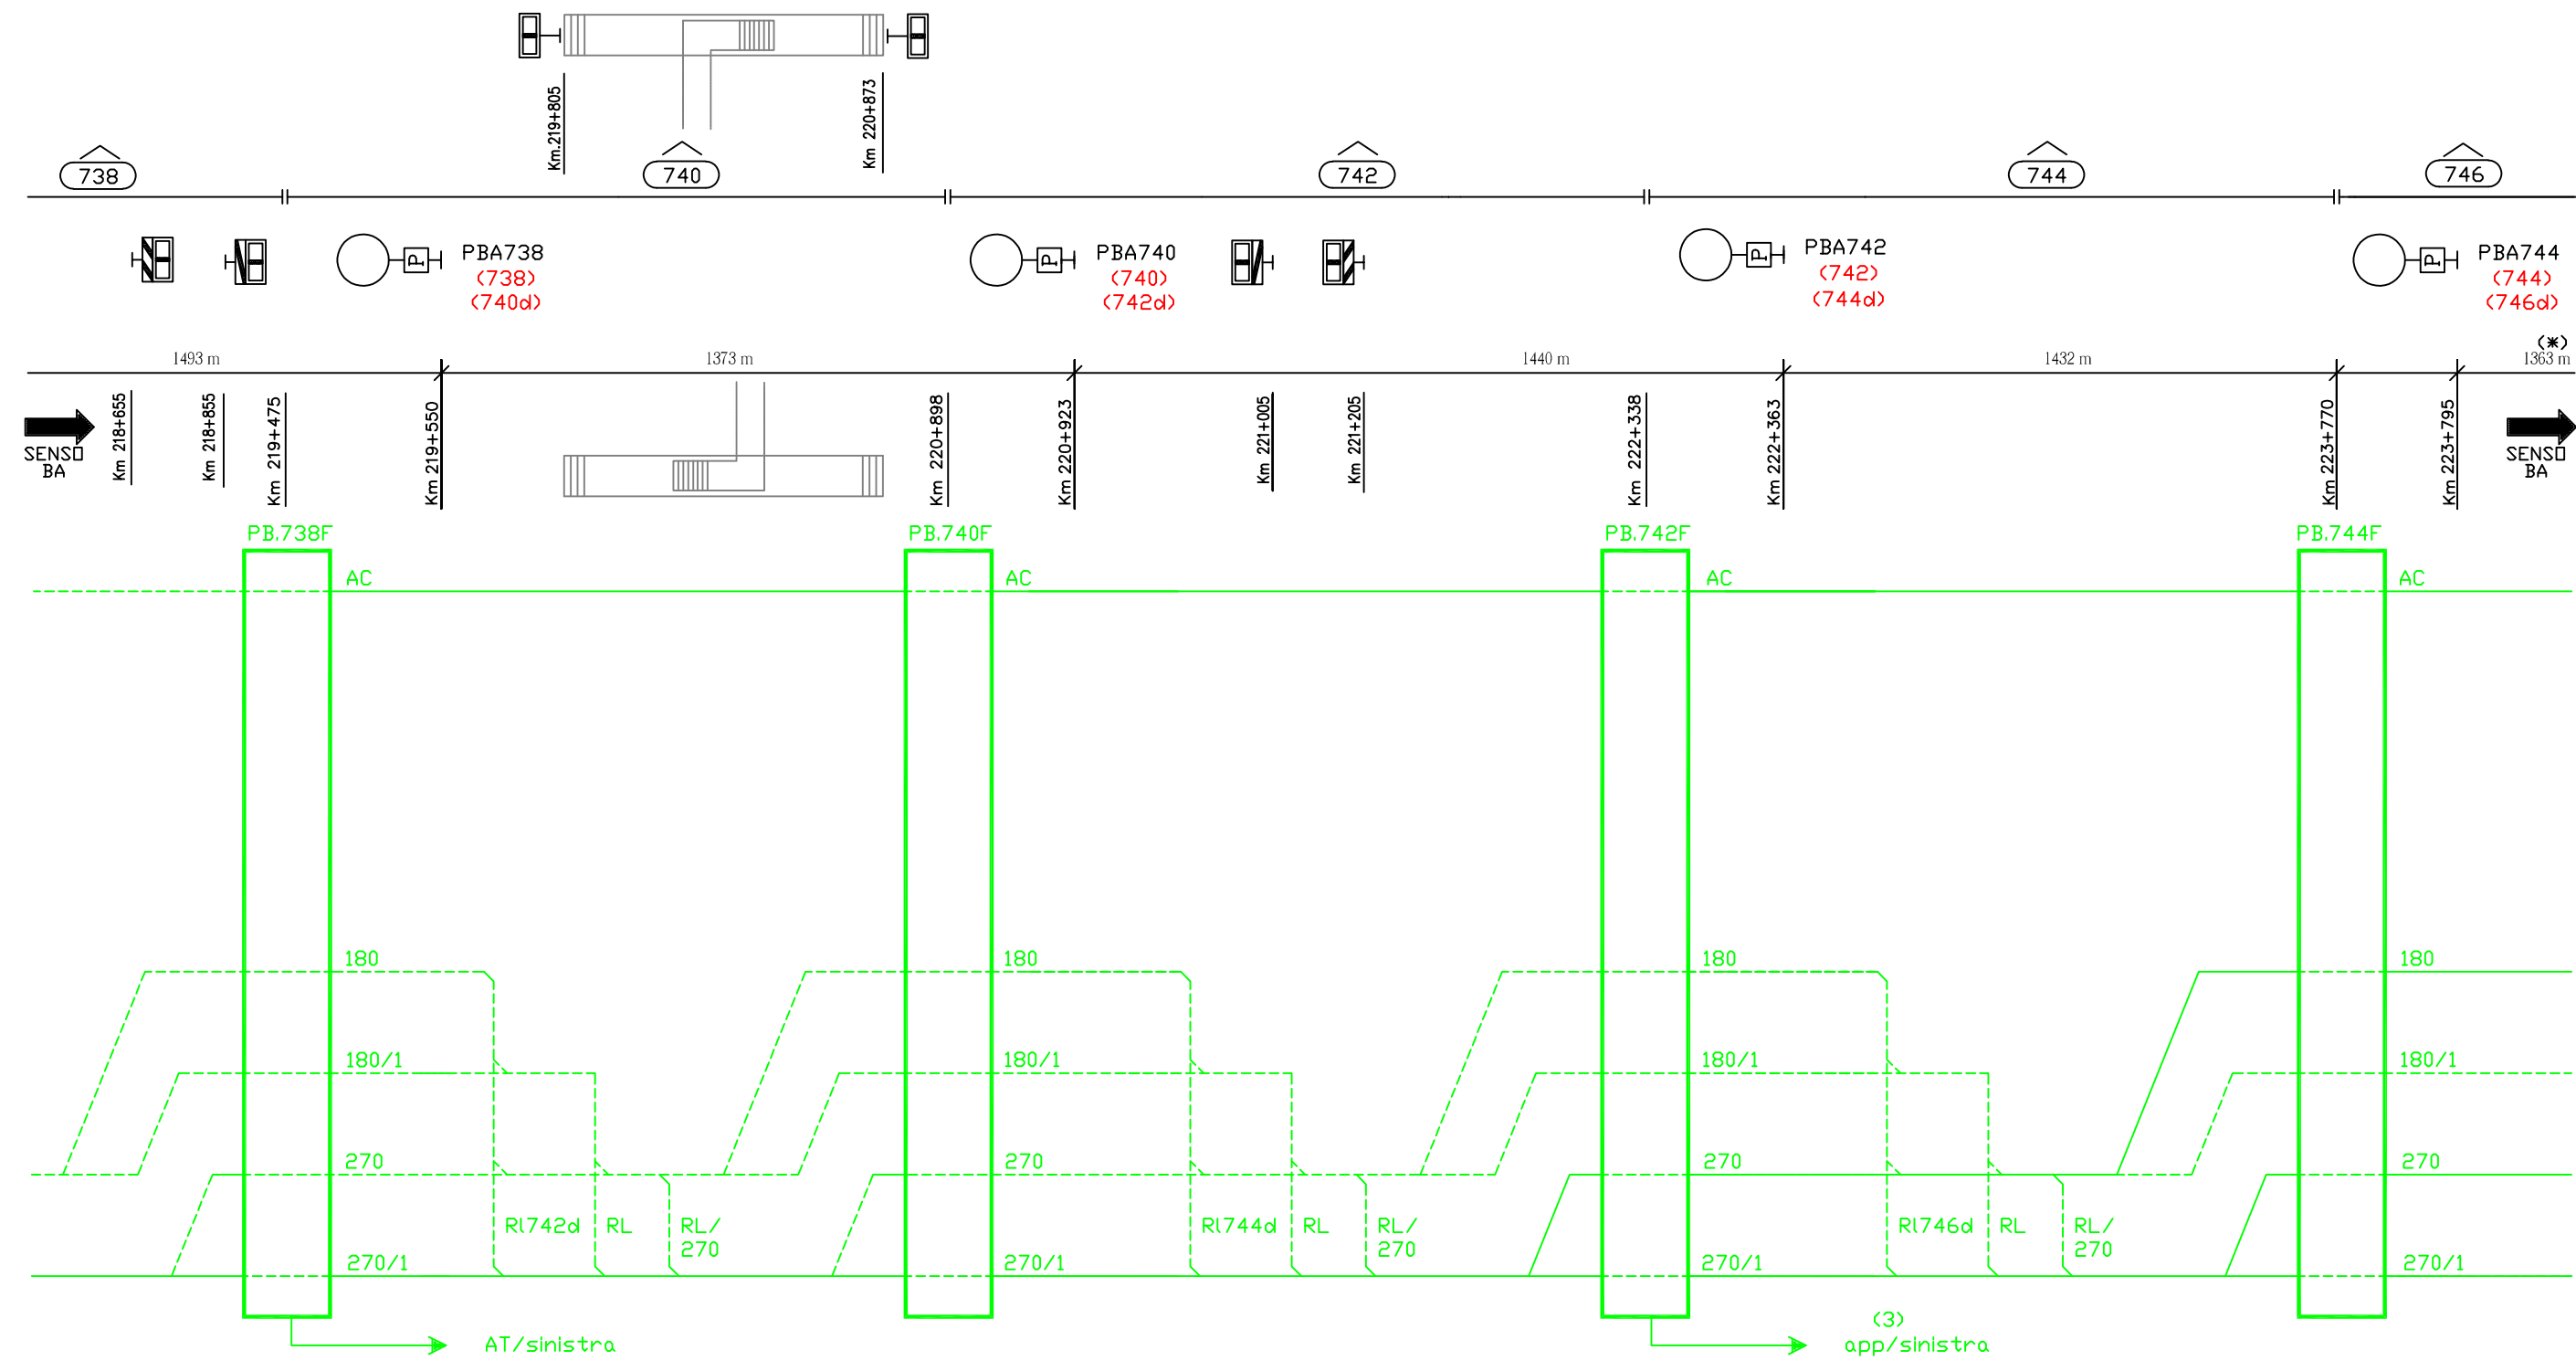 Km.219+805
Km 220+873
738
740
742
744
746
P
PBA738
(738)
(740d)
P
PBA740
(740)
(742d)
P
PBA742
(742)
(744d)
P
PBA744
(744)
(746d)
(*)
1493 m
1373 m
1440 m
1432 m
1363 m
SENSO
BA
Km 218+655
Km 218+855
Km 219+475
Km 219+550
Km 220+898
Km 220+923
Km 221+005
Km 221+205
Km 222+338
Km 222+363
Km 223+770
Km 223+795
SENSO
BA
PB.738F
PB.740F
PB.742F
PB.744F
AC
AC
AC
AC
180
180
180
180
180/1
180/1
180/1
180/1
270
270
270
270
Rl742d
RL
RL/
270
Rl744d
RL
RL/
270
Rl746d
RL
RL/
270
270/1
270/1
270/1
270/1
AT/sinistra
(3)
app/sinistra